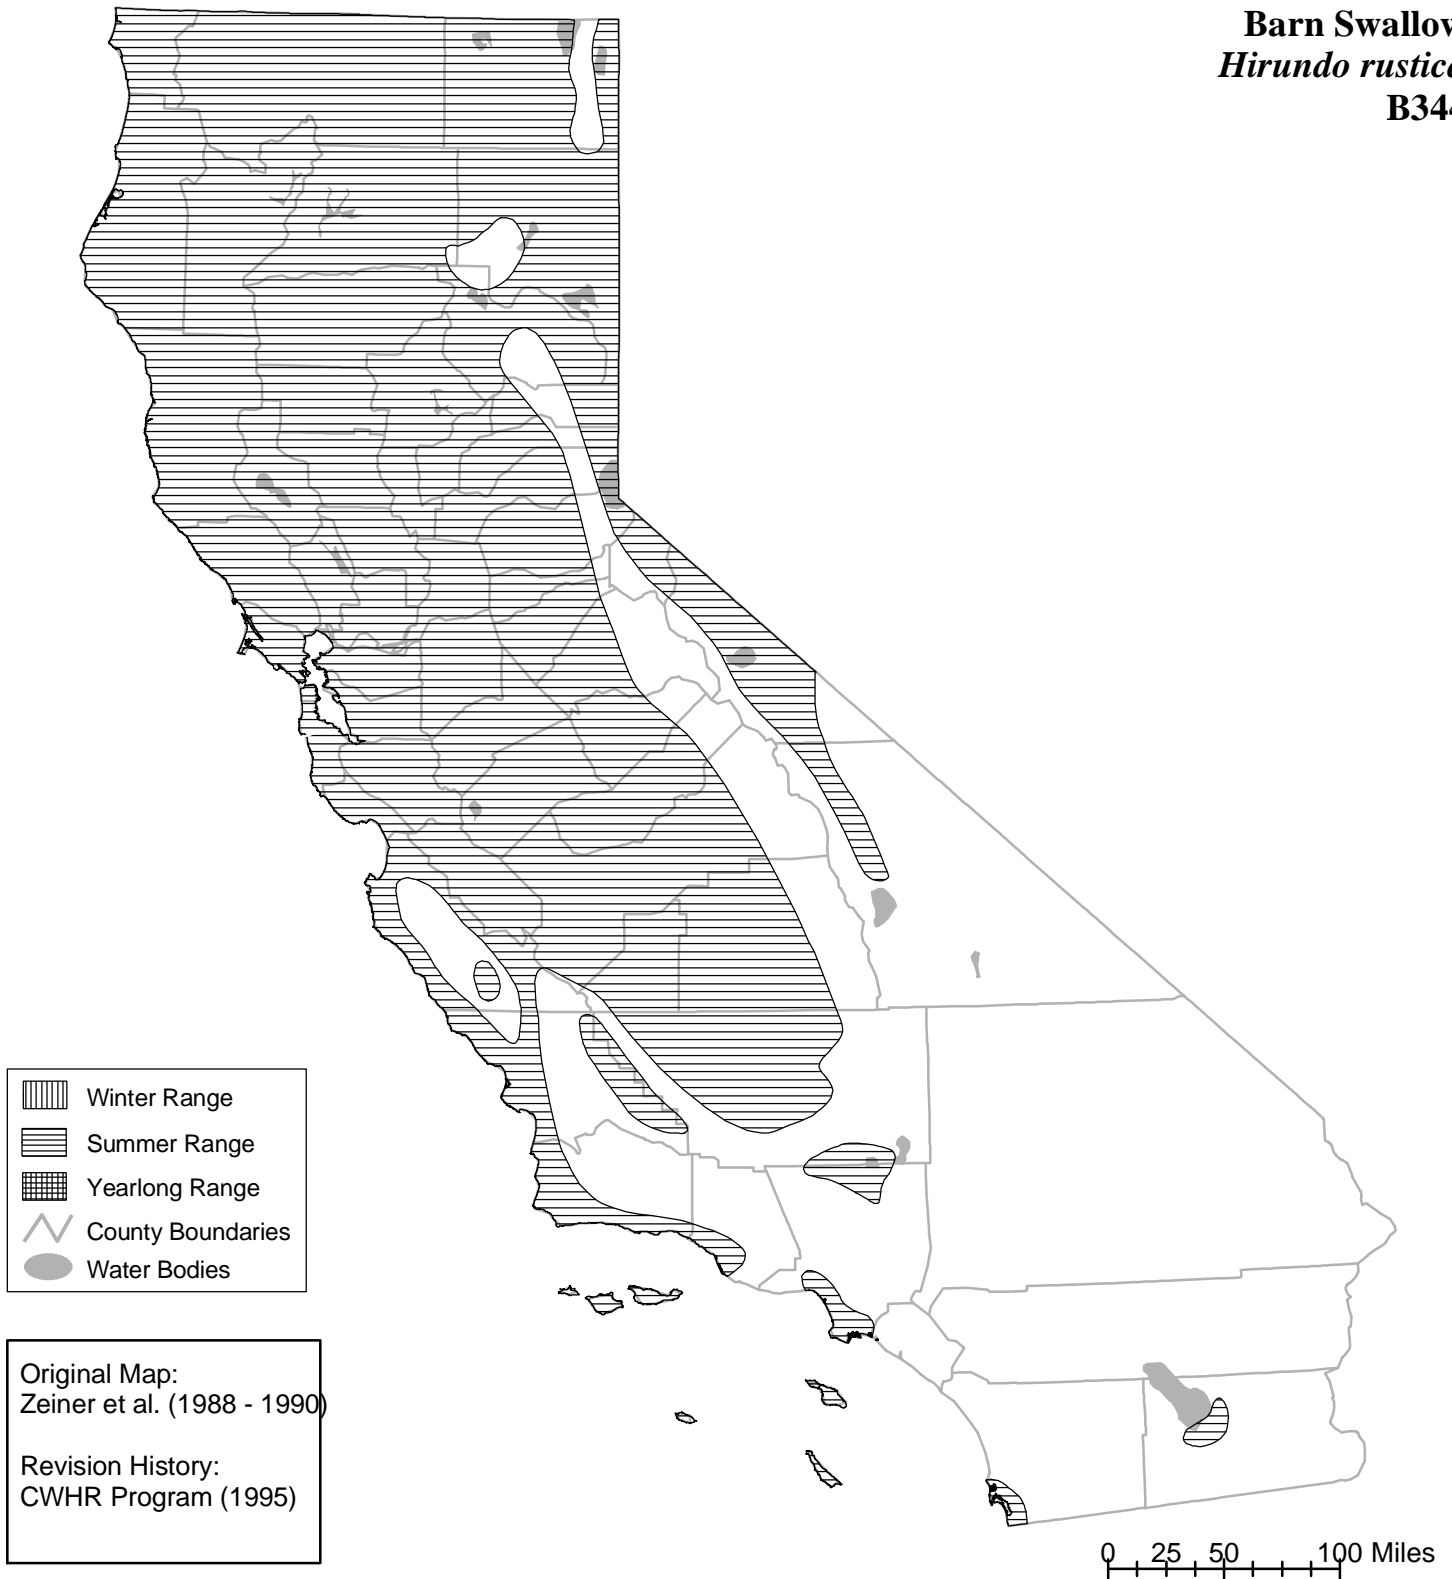 Barn Swallow
Hirundo rustica
B344
Winter Range
Summer Range
Yearlong Range
County Boundaries
Water Bodies
Original Map:
Zeiner et al. (1988 - 1990)
Revision History:
CWHR Program (1995)
0 25 50 100 Miles